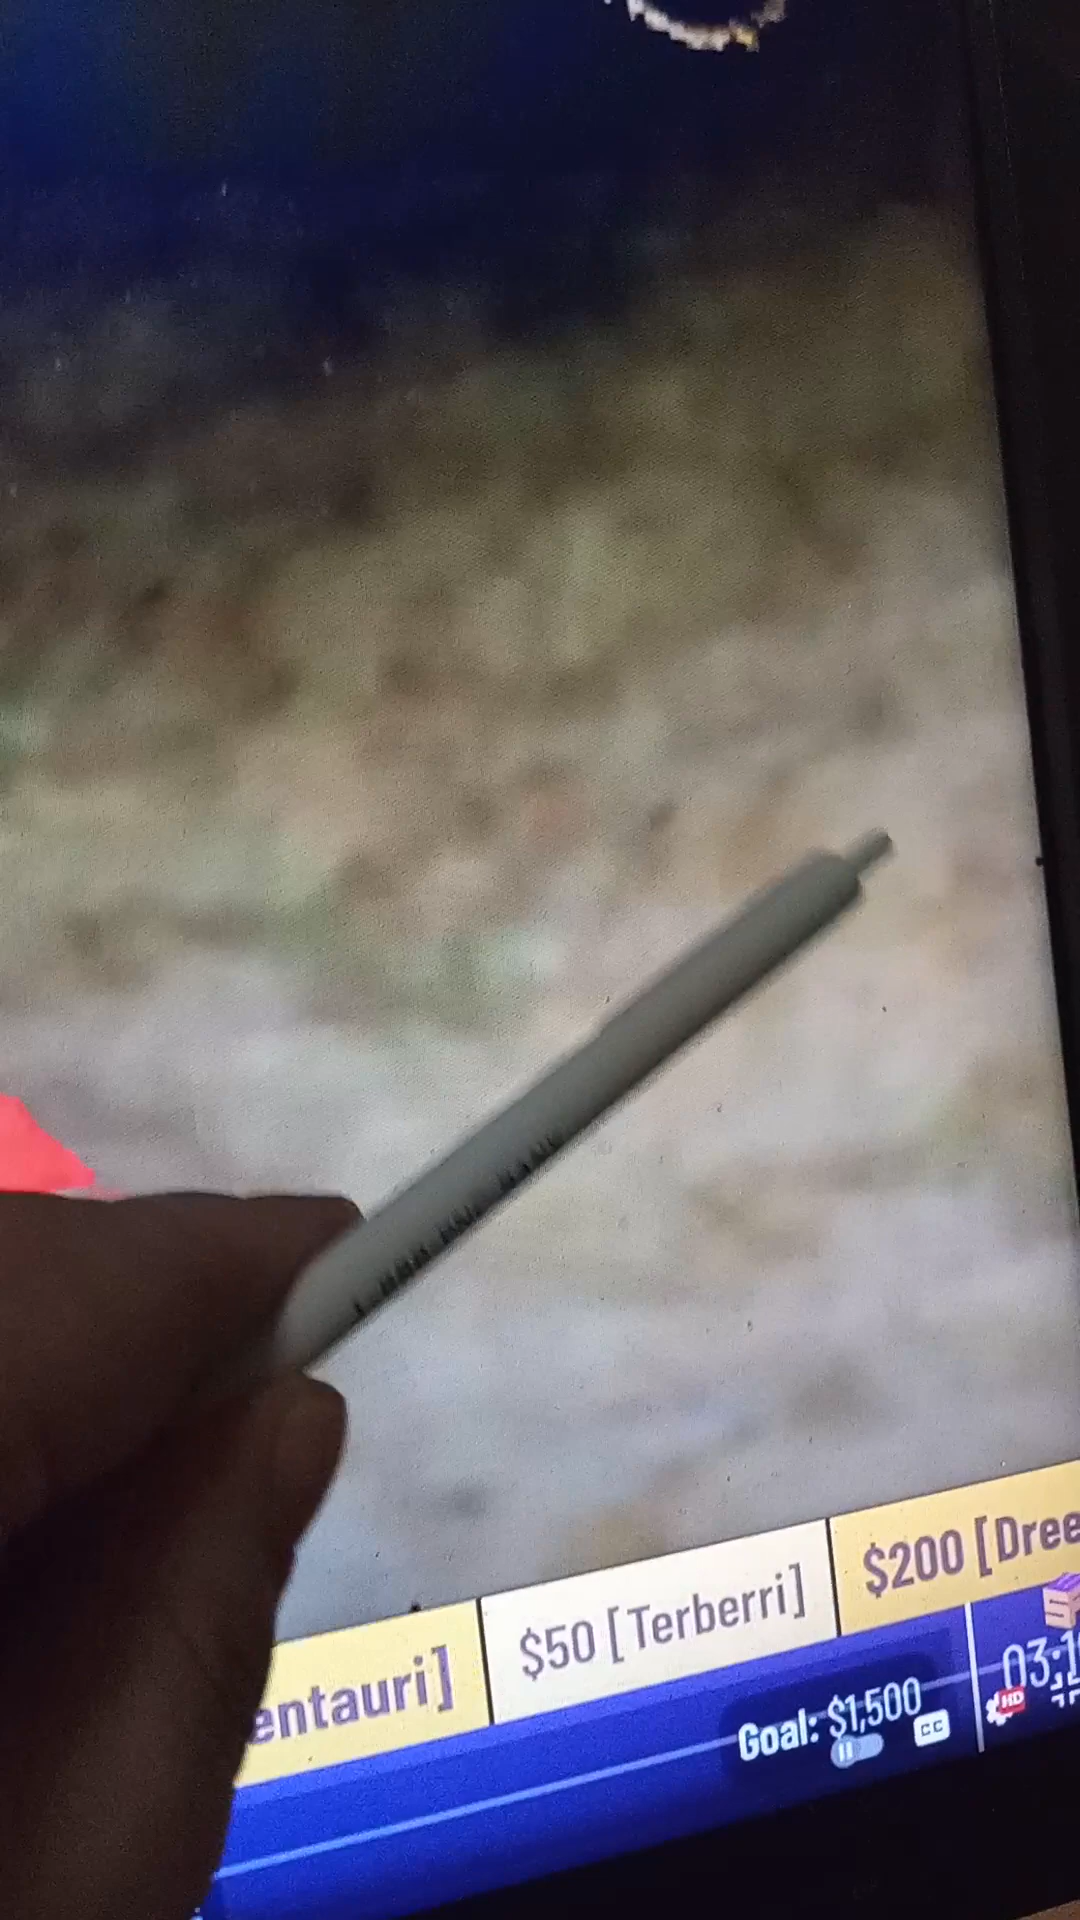 entauri]
$50 [Terberri]
$200 [Dree
Goal: $1,500
CC
HD